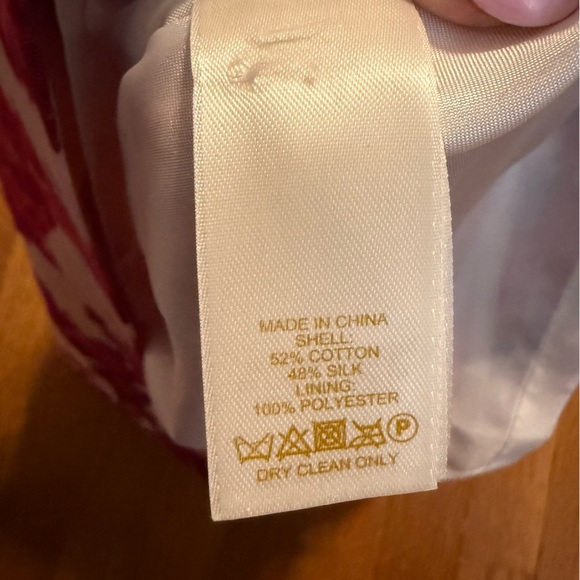 MADE IN CHINA
SHELL:
52% COTTON
48% SILK
LINING:
100% POLYESTER
P
DRY CLEAN ONLY